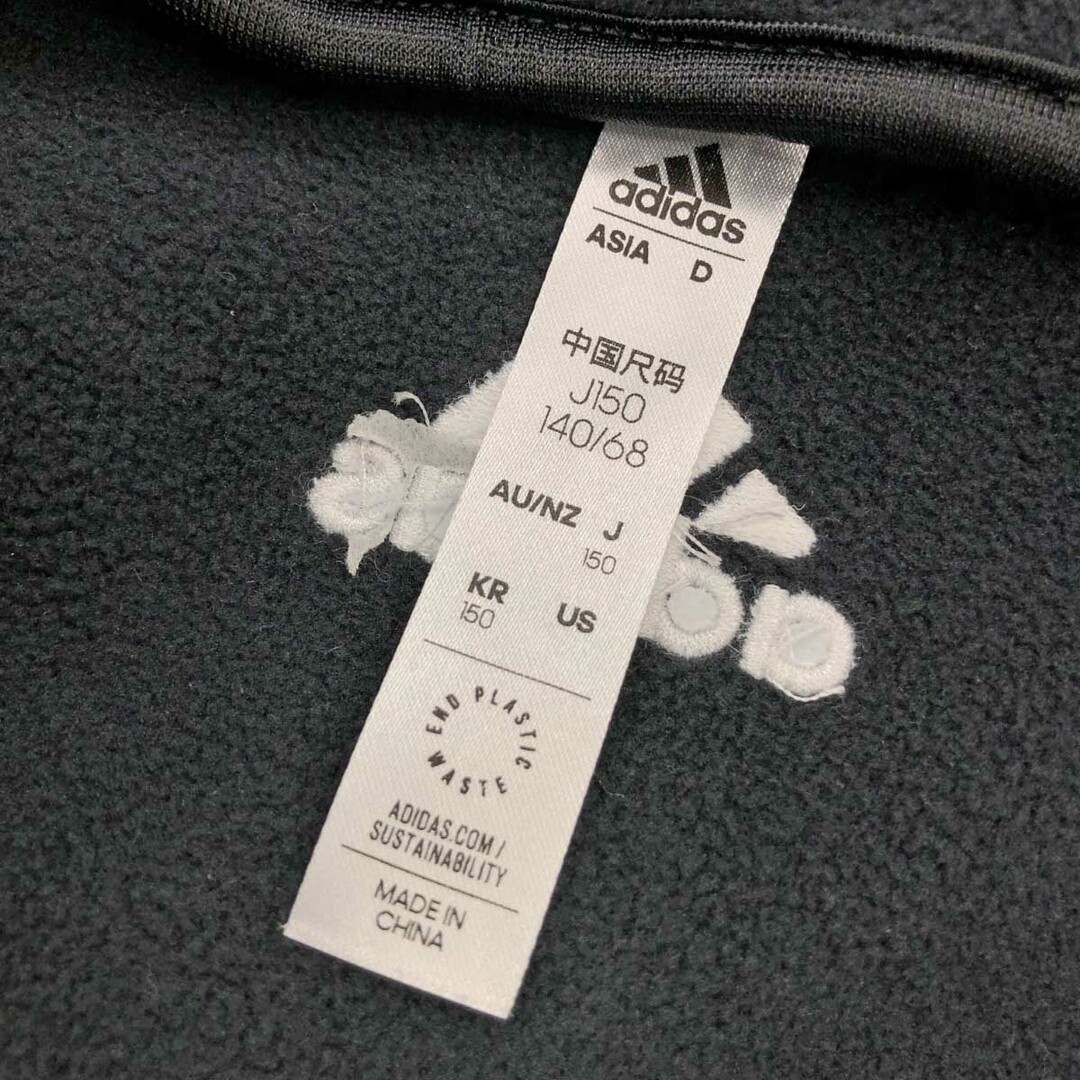 adidas
ASIA D
中国尺码
J150
140/68
AU/NZ J
150
KR US
150
END PLASTIC WASTE
ADIDAS.COM/
SUSTAINABILITY
MADE IN
CHINA